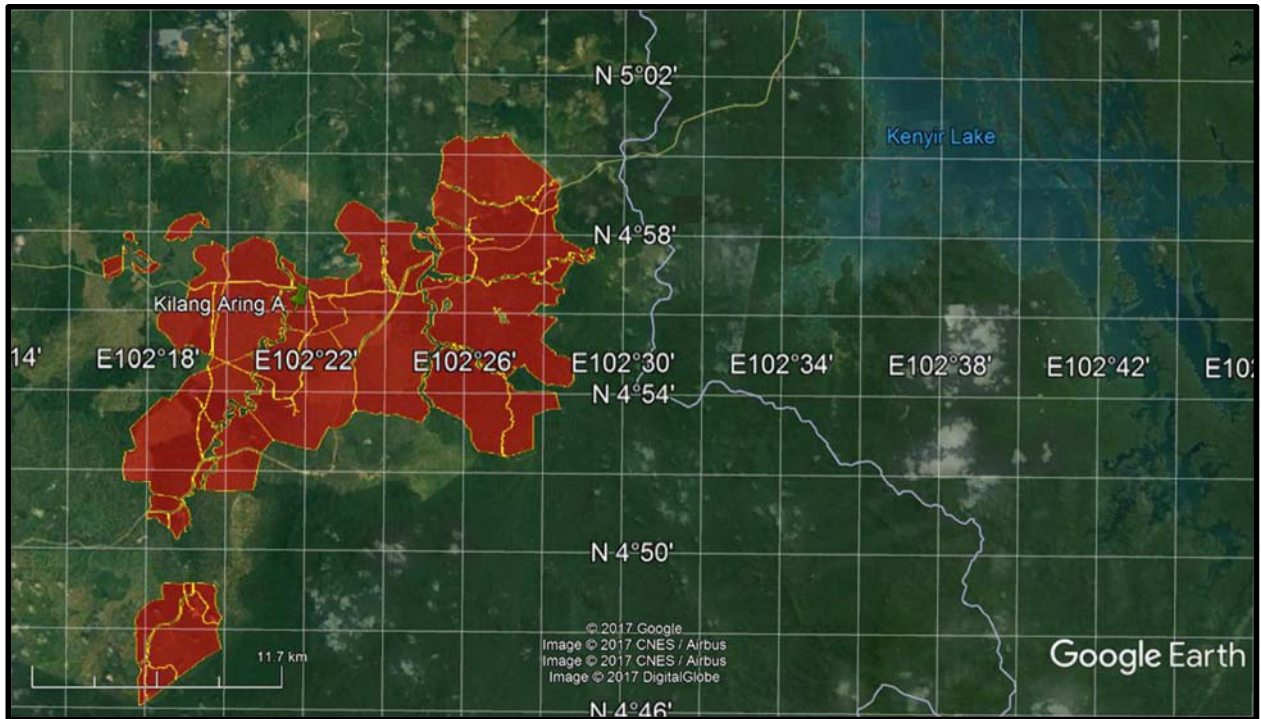 N 5°02'
Kenyir Lake
N 4°58'
Kilang Aring A
14'
E102°18'
E102°22'
E102°26'
E102°30'
E102°34'
E102°38'
E102°42'
E10
N 4°54'
N 4°50'
© 2017 Google
Image © 2017 CNES / Airbus
Image © 2017 CNES / Airbus
Image © 2017 DigitalGlobe
11.7 km
Google Earth
N 4°46'